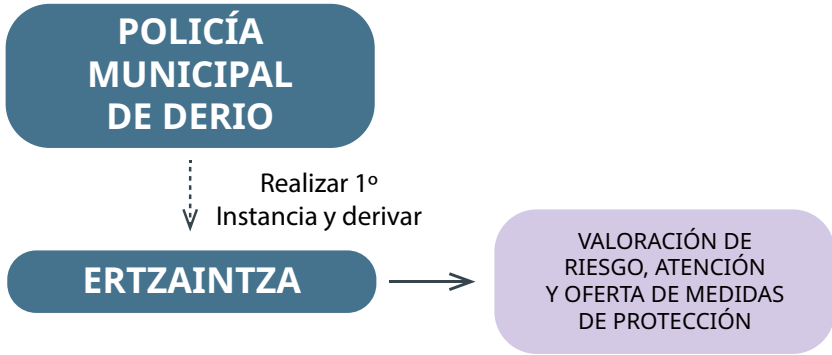 POLICÍA
MUNICIPAL
DE DERIO
Realizar 1º
Instancia y derivar
ERTZAINTZA
VALORACIÓN DE
RIESGO, ATENCIÓN
Y OFERTA DE MEDIDAS
DE PROTECCIÓN